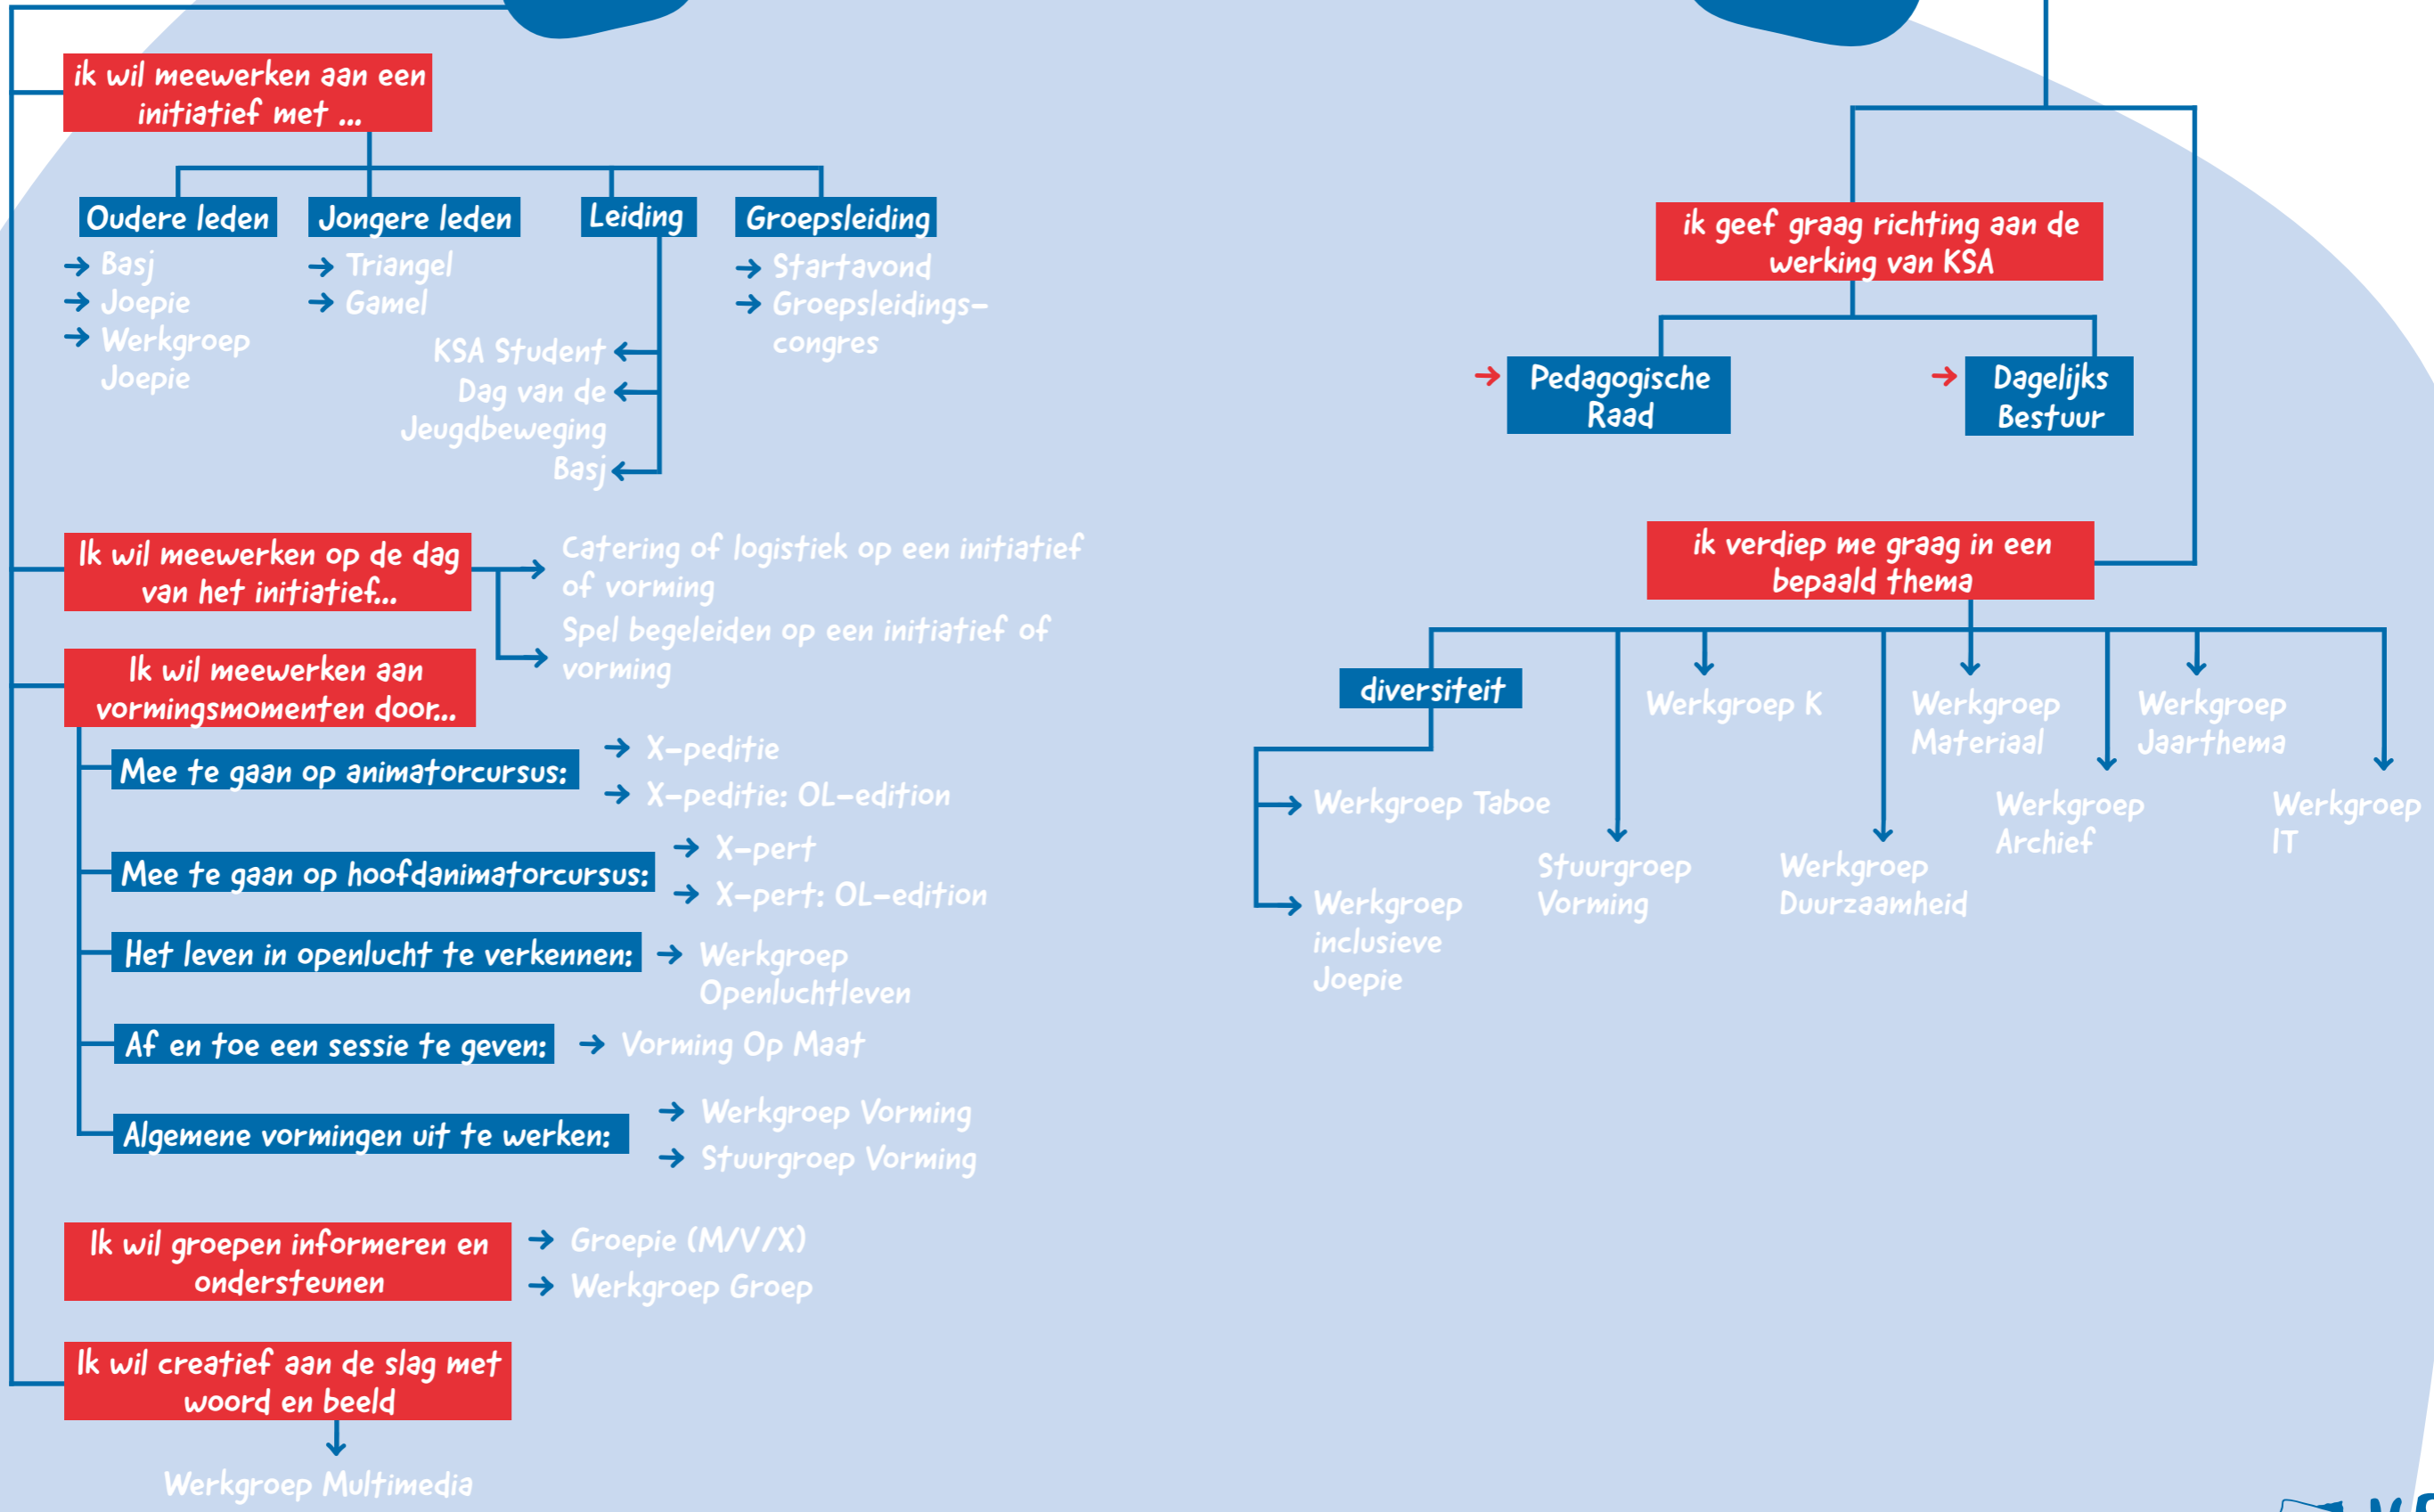 ik wil meewerken aan een
initiatief met ...
Oudere leden
Basj
Joepie
Werkgroep
Joepie
Jongere leden
Triangel
Gamel
Leiding
KSA Student
Dag van de
Jeugdbeweging
Basj
Groepsleiding
Startavond
Groepsleidings-
congres
Ik wil meewerken op de dag
van het initiatief...
Catering of logistiek op een initiatief
of vorming
Spel begeleiden op een initiatief of
vorming
Ik wil meewerken aan
vormingsmomenten door...
Mee te gaan op animatorcursus:
X-peditie
X-peditie: OL-edition
Mee te gaan op hoofdanimatorcursus:
X-pert
X-pert: OL-edition
Het leven in openlucht te verkennen:
Werkgroep
Openluchtleven
Af en toe een sessie te geven:
Vorming Op Maat
Algemene vormingen uit te werken:
Werkgroep Vorming
Stuurgroep Vorming
Ik wil groepen informeren en
ondersteunen
Groepie (M/V/X)
Werkgroep Groep
Ik wil creatief aan de slag met
woord en beeld
Werkgroep Multimedia
ik geef graag richting aan de
werking van KSA
Pedagogische
Raad
Dagelijks
Bestuur
ik verdiep me graag in een
bepaald thema
diversiteit
Werkgroep Taboe
Werkgroep
inclusieve
Joepie
Stuurgroep
Vorming
Werkgroep K
Werkgroep
Duurzaamheid
Werkgroep
Materiaal
Werkgroep
Archief
Werkgroep
Jaarthema
Werkgroep
IT